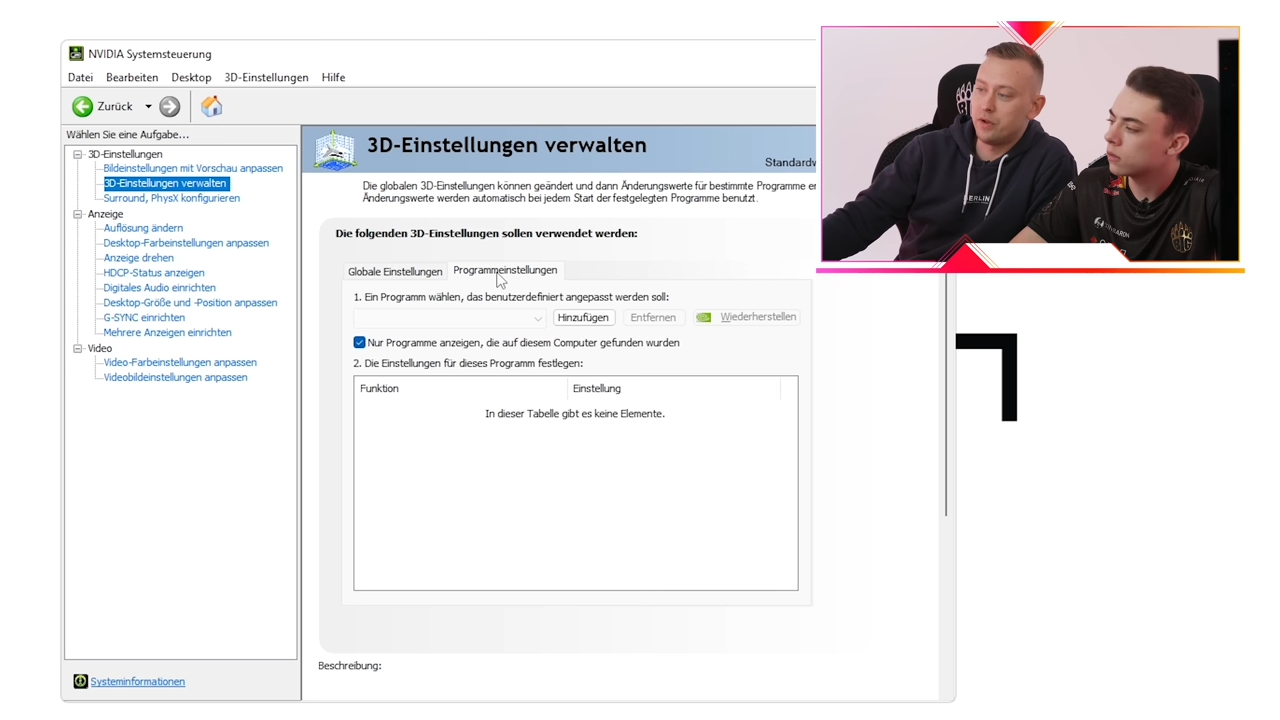 NVIDIA Systemsteuerung
Datei Bearbeiten Desktop 3D-Einstellungen Hilfe
Zurück
Wählen Sie eine Aufgabe...
3D-Einstellungen
Bildeinstellungen mit Vorschau anpassen
3D-Einstellungen verwalten
Surround, PhysX konfigurieren
Anzeige
Auflösung ändern
Desktop-Farbeinstellungen anpassen
Anzeige drehen
HDCP-Status anzeigen
Digitales Audio einrichten
Desktop-Größe und -Position anpassen
G-SYNC einrichten
Mehrere Anzeigen einrichten
Video
Video-Farbeinstellungen anpassen
Videobildeinstellungen anpassen
Systeminformationen
3D-Einstellungen verwalten
Standardw
Die globalen 3D-Einstellungen können geändert und dann Änderungswerte für bestimmte Programme er
Änderungswerte werden automatisch bei jedem Start der festgelegten Programme benutzt.
Die folgenden 3D-Einstellungen sollen verwendet werden:
Globale Einstellungen Programmeinstellungen
1. Ein Programm wählen, das benutzerdefiniert angepasst werden soll:
Hinzufügen Entfernen Wiederherstellen
Nur Programme anzeigen, die auf diesem Computer gefunden wurden
2. Die Einstellungen für dieses Programm festlegen:
Funktion Einstellung
In dieser Tabelle gibt es keine Elemente.
Beschreibung:
BERLIN